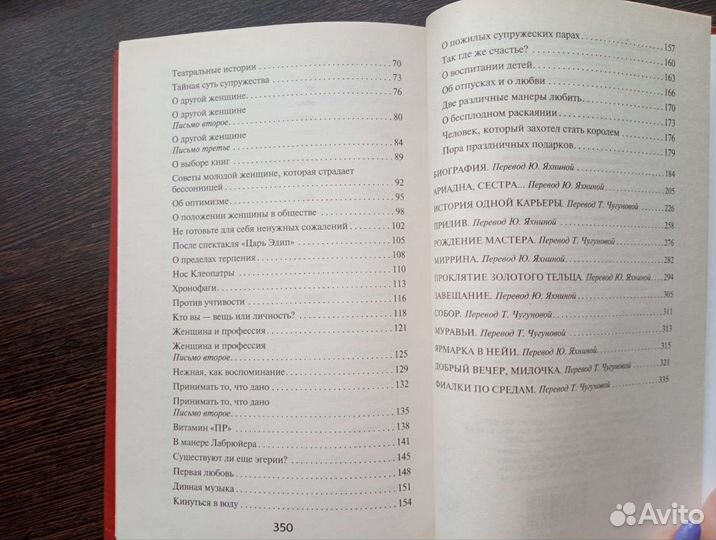 Театральные истории 70
Тайная суть супружества 73
О другой женщине. 76
О другой женщине
Письмо второе 80
О другой женщине
Письмо третье 84
О выборе книг 89
Советы молодой женщине, которая страдает
бессонницей 92
Об оптимизме 95
О положении женщины в обществе 98
Не готовьте для себя ненужных сожалений 102
После спектакля «Царь Эдип» 105
О пределах терпения 108
Нос Клеопатры 110
Хронофаги 113
Против учтивости 116
Кто вы — вещь или личность? 118
Женщина и профессия 121
Женщина и профессия
Письмо второе 125
Нежная, как воспоминание 129
Принимать то, что дано 132
Принимать то, что дано
Письмо второе 135
Витамин «ПР» 138
В манере Лабрюйера 141
Существуют ли еще эгерии? 145
Первая любовь 148
Дивная музыка 151
Кинуться в воду 154
350
О пожилых супружеских парах 157
Так где же счастье? 160
О воспитании детей 163
Об отпусках и о любви 166
Две различные манеры любить 170
О бесплодном раскаянии 173
Человек, который захотел стать королем 176
Пора праздничных подарков 179
БИОГРАФИЯ. Перевод Ю. Яхниной 184
АРИАДНА, СЕСТРА... Перевод Ю. Яхниной 205
ИСТОРИЯ ОДНОЙ КАРЬЕРЫ. Перевод Т. Чугуновой 226
ПРИЛИВ. Перевод Ю. Яхниной 258
РОЖДЕНИЕ МАСТЕРА. Перевод Т. Чугуновой 276
МИРРИНА. Перевод Ю. Яхниной 282
ПРОКЛЯТИЕ ЗОЛОТОГО ТЕЛЬЦА. Перевод Ю. Яхниной 294
ЗАВЕЩАНИЕ. Перевод Ю. Яхниной 305
СОБОР. Перевод Т. Чугуновой 311
МУРАВЬИ. Перевод Т. Чугуновой 313
ЯРМАРКА В НЕЙИ. Перевод Ю. Яхниной 315
ДОБРЫЙ ВЕЧЕР, МИЛОЧКА. Перевод Т. Чугуновой 321
ФИАЛКИ ПО СРЕДАМ. Перевод Т. Чугуновой 335
Avito